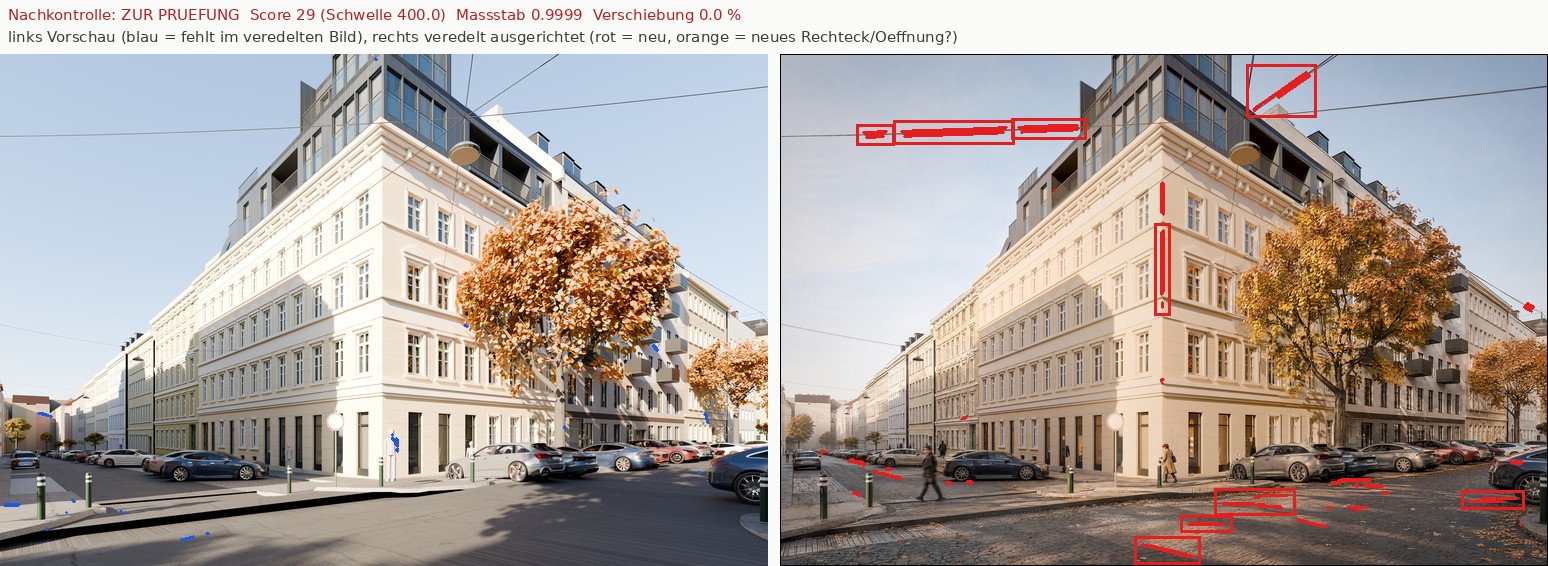 Nachkontrolle: ZUR PRUEFUNG  Score 29 (Schwelle 400.0)  Massstab 0.9999  Verschiebung 0.0 %
links Vorschau (blau = fehlt im veredelten Bild), rechts veredelt ausgerichtet (rot = neu, orange = neues Rechteck/Oeffnung?)